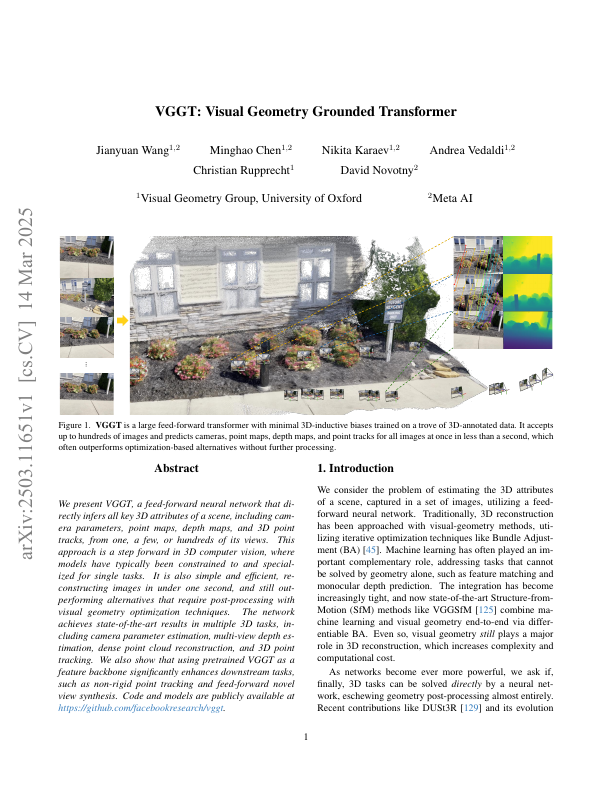 VGGT: Visual Geometry Grounded Transformer
Jianyuan Wang1,2 Minghao Chen1,2 Nikita Karaev1,2 Andrea Vedaldi1,2
Christian Rupprecht1 David Novotny2
1Visual Geometry Group, University of Oxford 2Meta AI
arXiv:2503.11651v1 [cs.CV] 14 Mar 2025
Figure 1. VGGT is a large feed-forward transformer with minimal 3D-inductive biases trained on a trove of 3D-annotated data. It accepts
up to hundreds of images and predicts cameras, point maps, depth maps, and point tracks for all images at once in less than a second, which
often outperforms optimization-based alternatives without further processing.
Abstract
We present VGGT, a feed-forward neural network that di-
rectly infers all key 3D attributes of a scene, including cam-
era parameters, point maps, depth maps, and 3D point
tracks, from one, a few, or hundreds of its views. This
approach is a step forward in 3D computer vision, where
models have typically been constrained to and special-
ized for single tasks. It is also simple and efficient, re-
constructing images in under one second, and still out-
performing alternatives that require post-processing with
visual geometry optimization techniques. The network
achieves state-of-the-art results in multiple 3D tasks, in-
cluding camera parameter estimation, multi-view depth es-
timation, dense point cloud reconstruction, and 3D point
tracking. We also show that using pretrained VGGT as a
feature backbone significantly enhances downstream tasks,
such as non-rigid point tracking and feed-forward novel
view synthesis. Code and models are publicly available at
https://github.com/facebookresearch/vggt.
1. Introduction
We consider the problem of estimating the 3D attributes
of a scene, captured in a set of images, utilizing a feed-
forward neural network. Traditionally, 3D reconstruction
has been approached with visual-geometry methods, uti-
lizing iterative optimization techniques like Bundle Adjust-
ment (BA) [45]. Machine learning has often played an im-
portant complementary role, addressing tasks that cannot
be solved by geometry alone, such as feature matching and
monocular depth prediction. The integration has become
increasingly tight, and now state-of-the-art Structure-from-
Motion (SfM) methods like VGGSfM [125] combine ma-
chine learning and visual geometry end-to-end via differ-
entiable BA. Even so, visual geometry still plays a major
role in 3D reconstruction, which increases complexity and
computational cost.
As networks become ever more powerful, we ask if,
finally, 3D tasks can be solved directly by a neural net-
work, eschewing geometry post-processing almost entirely.
Recent contributions like DUSt3R [129] and its evolution
1